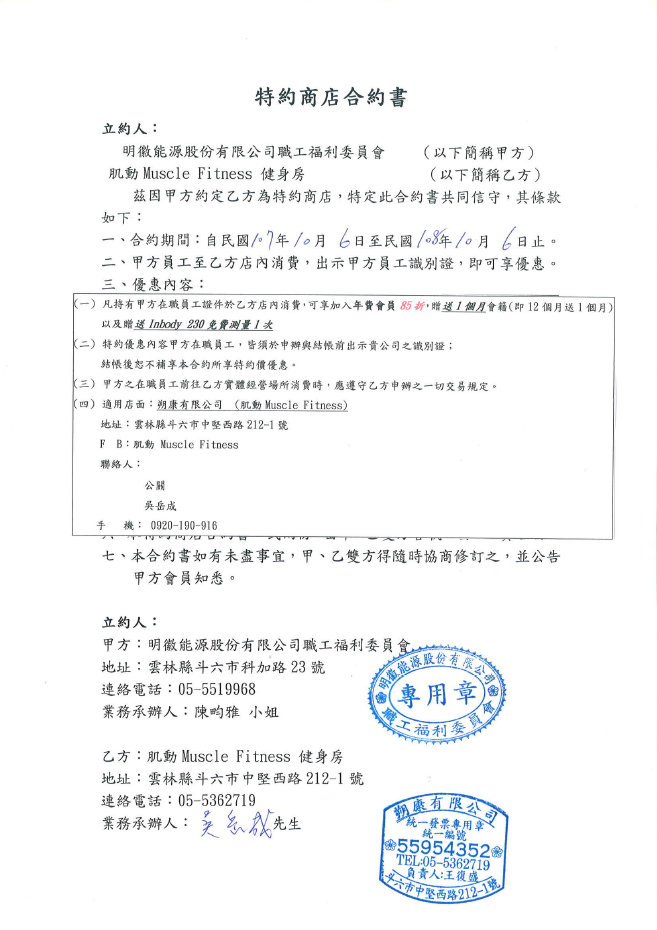 特約商店合約書
立約人：
明徽能源股份有限公司職工福利委員會 （以下簡稱甲方）
肌動 Muscle Fitness 健身房 （以下簡稱乙方）
茲因甲方約定乙方為特約商店，特定此合約書共同信守，其條款
如下：
一、合約期間：自民國107年10月 6日至民國108年10月 6日止。
二、甲方員工至乙方店內消費，出示甲方員工識別證，即可享優惠。
三、優惠內容：
(一) 凡持有甲方在職員工證件於乙方店內消費,可享加入年費會員 85折,贈送1個月會籍(即12個月送1個月)
以及贈送 Inbody 230 免費測量1次
(二) 特約優惠內容甲方在職員工，皆須於申辦與結帳前出示貴公司之識別證；
結帳後恕不補享本合約所享特約價優惠。
(三) 甲方之在職員工前往乙方實體經營場所消費時，應遵守乙方申辦之一切交易規定。
(四) 適用店面：朔康有限公司 (肌動 Muscle Fitness)
地址：雲林縣斗六市中堅西路 212-1 號
F B：肌動 Muscle Fitness
聯絡人：
公關
吳岳成
手 機： 0920-190-916
七、本合約書如有未盡事宜，甲、乙雙方得隨時協商修訂之，並公告
甲方會員知悉。
立約人：
甲方：明徽能源股份有限公司職工福利委員會
地址：雲林縣斗六市科加路 23 號
連絡電話：05-5519968
業務承辦人：陳畇雅 小姐
明徽能源股份有限公司
專用章
職工福利委員會
乙方：肌動 Muscle Fitness 健身房
地址：雲林縣斗六市中堅西路 212-1 號
連絡電話：05-5362719
業務承辦人： 吳岳成 先生
朔康有限公司
統一發票專用章
統一編號
55954352
TEL:05-5362719
負責人:王復盛
斗六市中堅西路212-1號